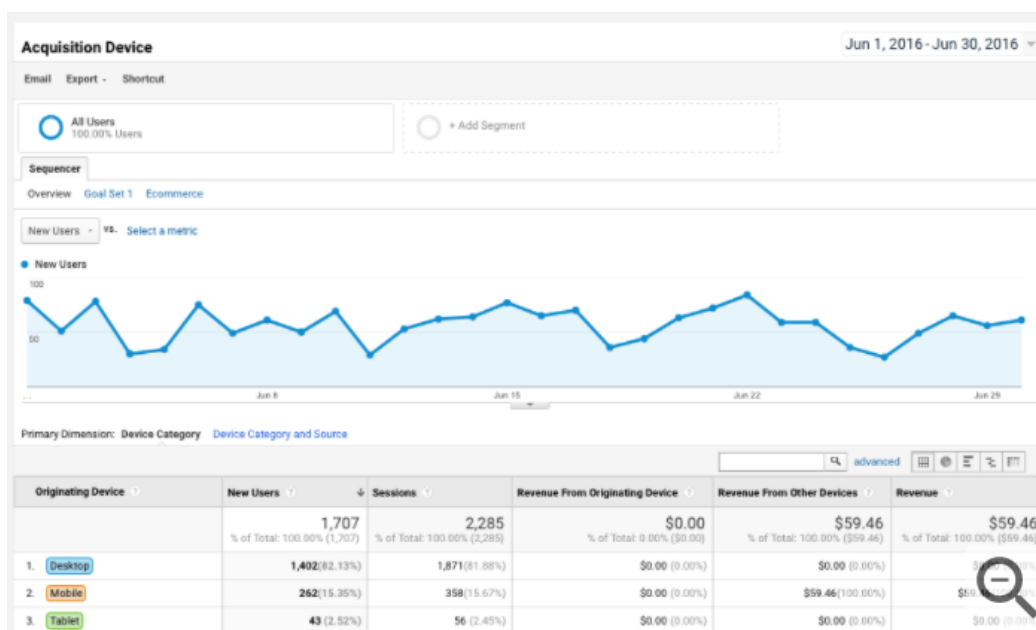 Acquisition Device
Jun 1, 2016 - Jun 30, 2016
Email Export - Shortcut
All Users
100.00% Users
+ Add Segment
Sequencer
Overview Goal Set 1 Ecommerce
New Users - VS. Select a metric
New Users
100
50
... Jun 8 Jun 15 Jun 22 Jun 29
Primary Dimension: Device Category Device Category and Source
advanced
Originating Device ? New Users ? Sessions ? Revenue From Originating Device ? Revenue From Other Devices ? Revenue ?
1,707 2,285 $0.00 $59.46 $59.46
% of Total: 100.00% (1,707) % of Total: 100.00% (2,285) % of Total: 0.00% ($0.00) % of Total: 100.00% ($59.46) % of Total: 100.00% ($59.46)
1. Desktop 1,402(82.13%) 1,871(81.88%) $0.00 (0.00%) $0.00 (0.00%)
2. Mobile 262(15.35%) 358(15.67%) $0.00 (0.00%) $59.46(100.00%)
3. Tablet 43 (2.52%) 56 (2.45%) $0.00 (0.00%) $0.00 (0.00%) $0.00